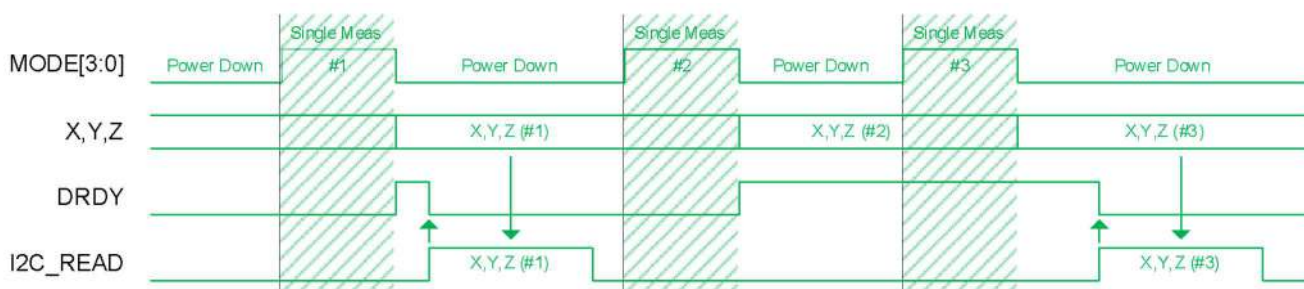 Single Meas Single Meas Single Meas
MODE[3:0] Power Down #1 Power Down #2 Power Down #3 Power Down
X,Y,Z X,Y,Z (#1) X,Y,Z (#2) X,Y,Z (#3)
DRDY
I2C_READ X,Y,Z (#1) X,Y,Z (#3)